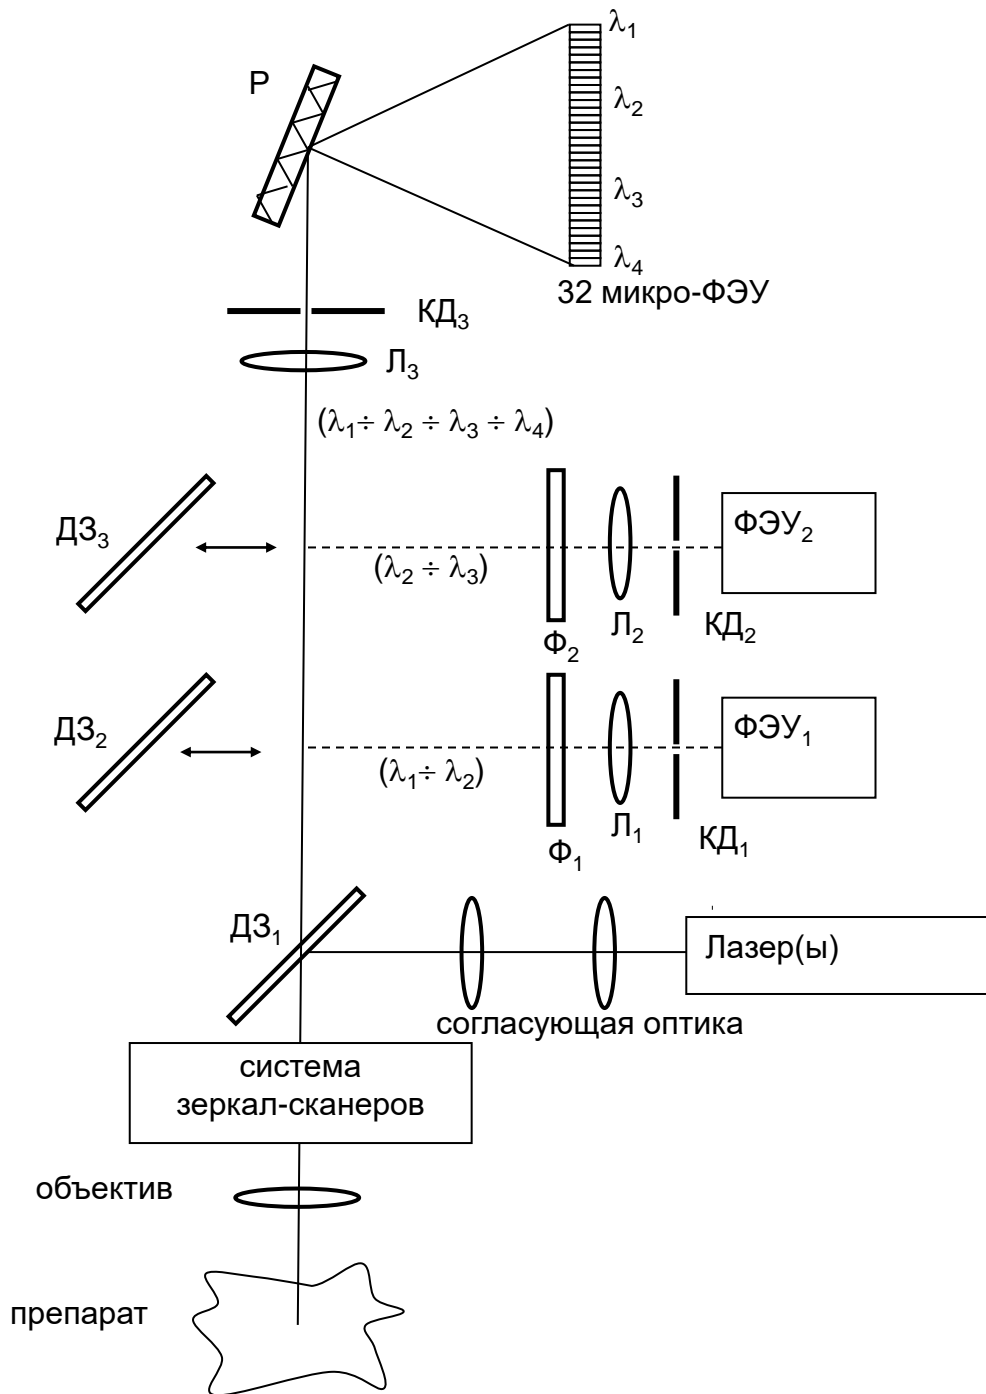 λ₁
Р
λ₂
λ₃
λ₄
32 микро-ФЭУ
КД₃
Л₃
(λ₁÷ λ₂ ÷ λ₃ ÷ λ₄)
ДЗ₃
ФЭУ₂
(λ₂ ÷ λ₃)
Л₂
КД₂
Ф₂
ДЗ₂
ФЭУ₁
(λ₁÷ λ₂)
Л₁
КД₁
Ф₁
ДЗ₁
Лазер(ы)
согласующая оптика
система
зеркал-сканеров
объектив
препарат